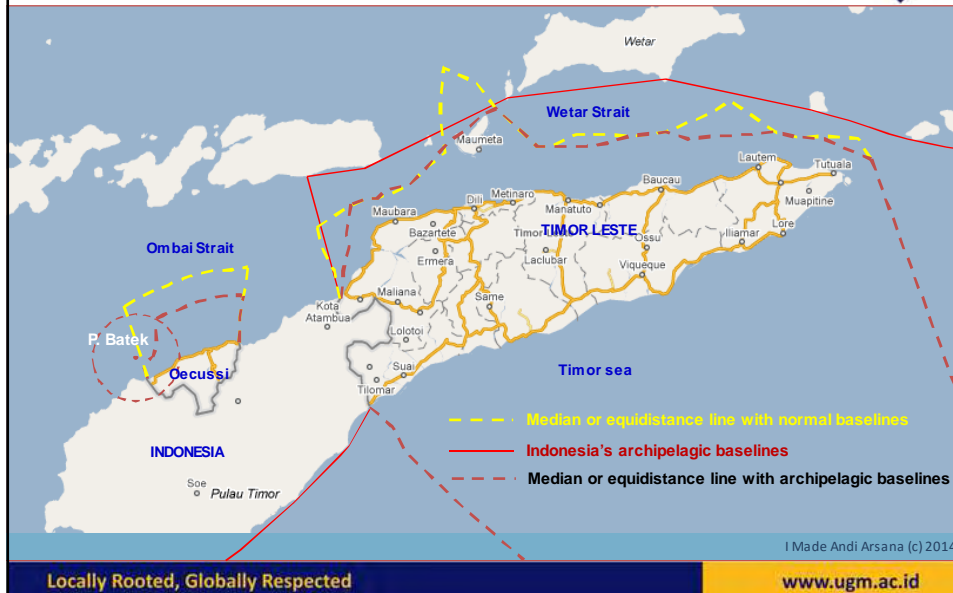 Wetar
Wetar Strait
Maumeta
Lautem
Tutuala
Baucau
Metinaro
Dili
Manatuto
Muapitine
Maubara
Bazartete
TIMOR LESTE
Lore
Ossu
Iliamar
Ombai Strait
Ermera
Laclubar
Viqueque
Maliana
Same
Kota
Atambua
Lolotoi
P. Batek
Oecussi
Suai
Timor sea
Tilomar
Median or equidistance line with normal baselines
INDONESIA
Indonesia's archipelagic baselines
Median or equidistance line with archipelagic baselines
Soe
Pulau Timor
I Made Andi Arsana (c) 2014
Locally Rooted, Globally Respected
www.ugm.ac.id